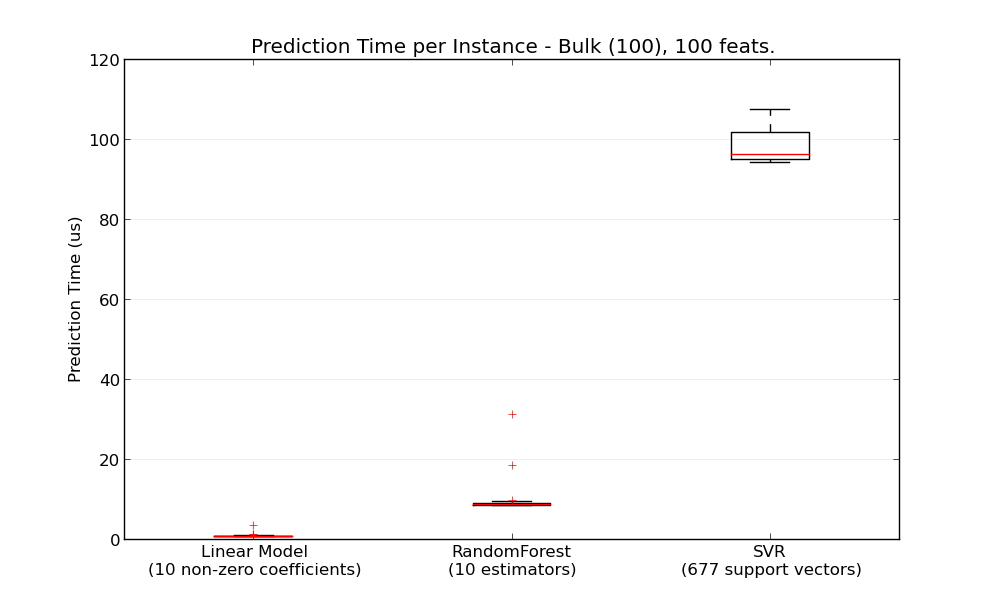 Prediction Time per Instance - Bulk (100), 100 feats.
120
100
80
60
40
20
0
Prediction Time (us)
Linear Model
(10 non-zero coefficients)
RandomForest
(10 estimators)
SVR
(677 support vectors)